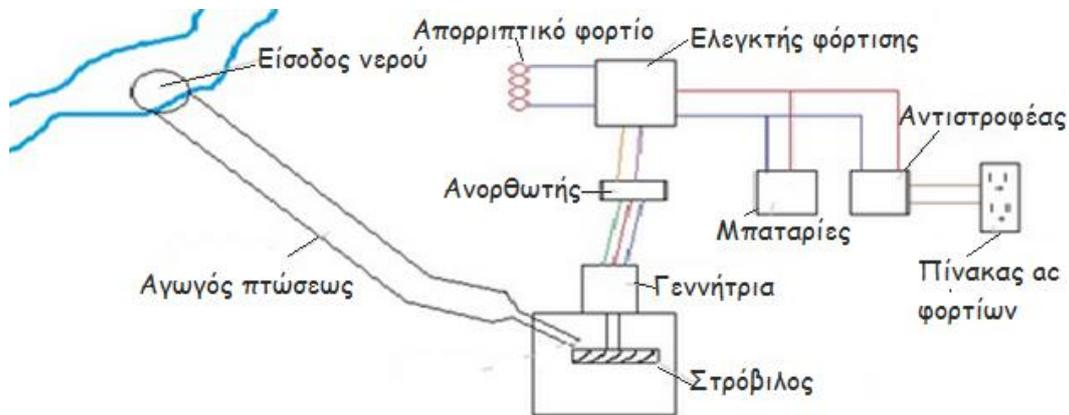 Απορριπτικό φορτίο
Ελεγκτής φόρτισης
Είσοδος νερού
Αντιστροφέας
Ανορθωτής
Μπαταρίες
Αγωγός πτώσεως
Γεννήτρια
Πίνακας ac
φορτίων
Στρόβιλος